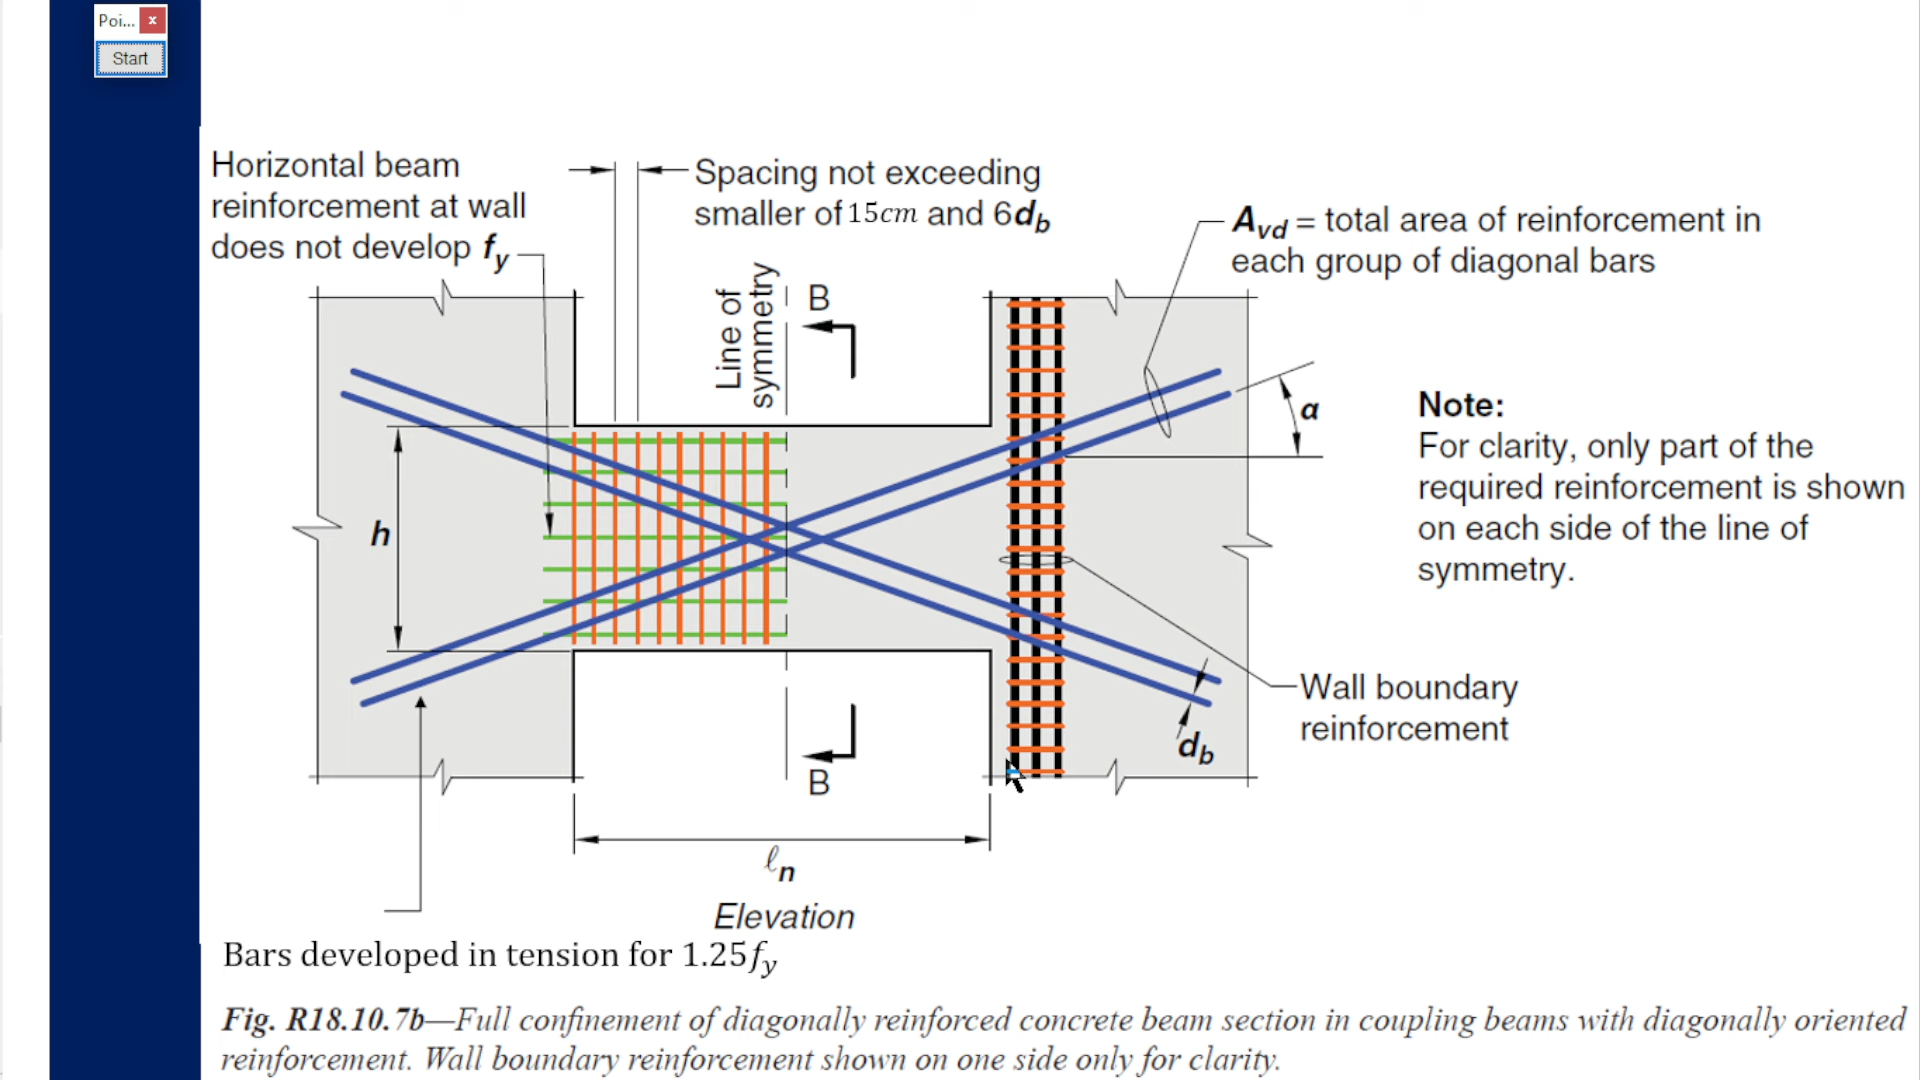 Poi...
x
Start
Horizontal beam
reinforcement at wall
does not develop fy
Spacing not exceeding
smaller of 15cm and 6db
Line of
symmetry
B
Avd = total area of reinforcement in
each group of diagonal bars
α
Note:
For clarity, only part of the
required reinforcement is shown
on each side of the line of
symmetry.
h
Wall boundary
reinforcement
db
B
ℓn
Elevation
Bars developed in tension for 1.25fy
Fig. R18.10.7b—Full confinement of diagonally reinforced concrete beam section in coupling beams with diagonally oriented
reinforcement. Wall boundary reinforcement shown on one side only for clarity.